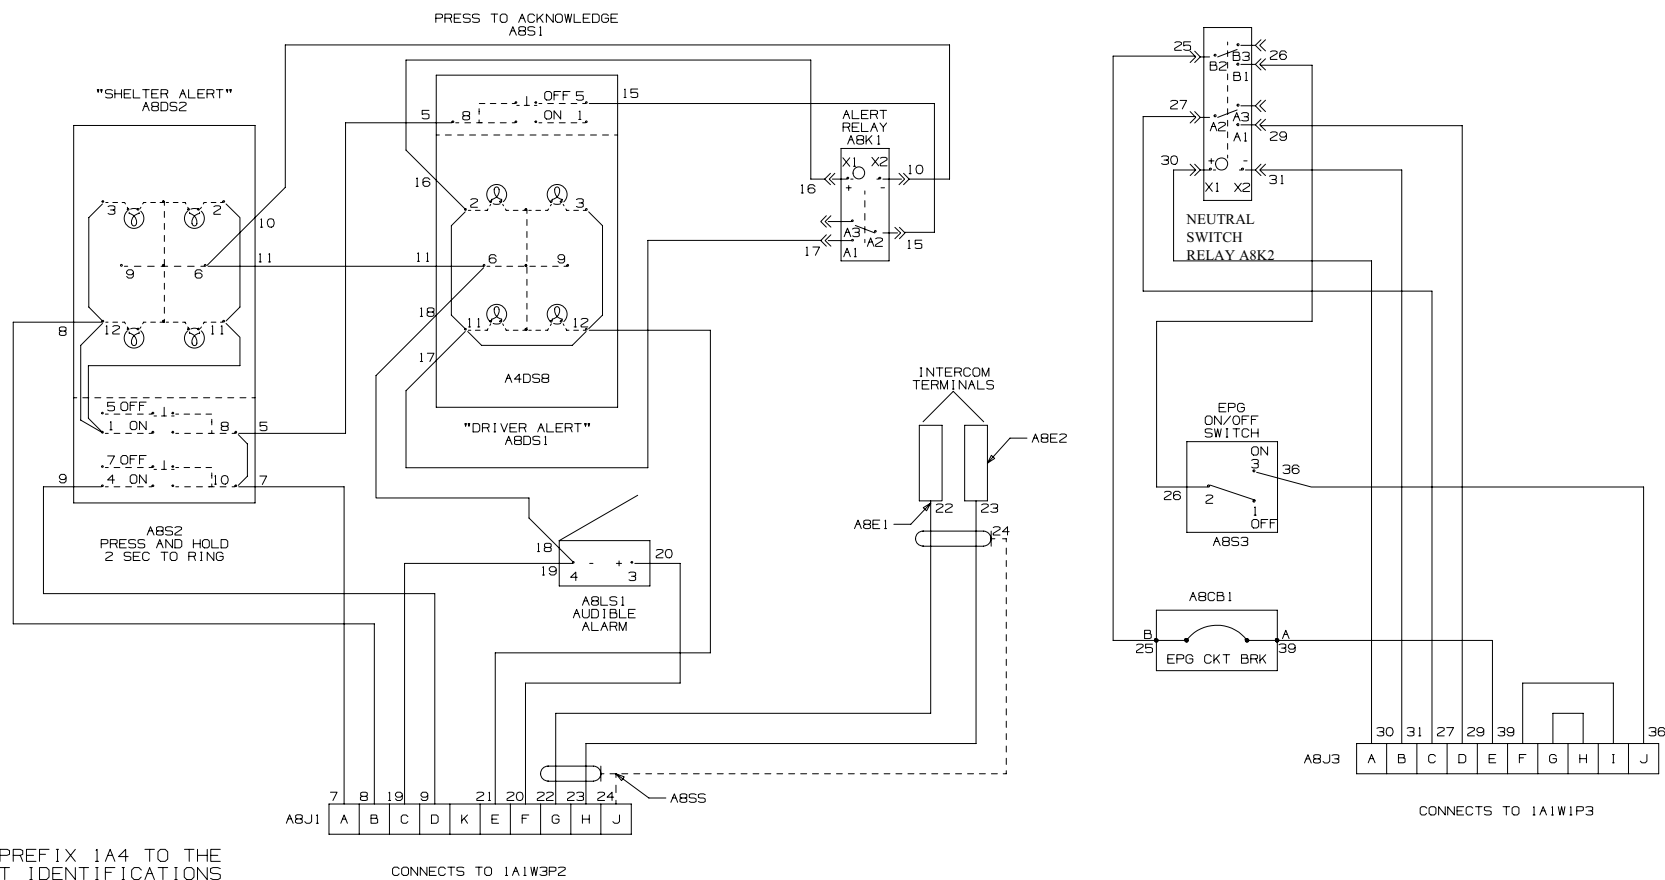 PRESS TO ACKNOWLEDGE
A8S1
"SHELTER ALERT"
A8DS2
3
2
10
9
6
11
12
11
8
5 OFF
1 ON
8
5
7 OFF
4 ON
10
9
7
A8S2
PRESS AND HOLD
2 SEC TO RING
OFF 5
15
5
8
ON 1
16
2
3
11
6
9
18
11
12
17
A4DS8
"DRIVER ALERT"
A8DS1
ALERT
RELAY
A8K1
X1 X2
10
16
+ -
A3
A2
15
17
A1
INTERCOM
TERMINALS
A8E2
A8E1
22
23
24
18
19
4 - + 3
20
A8LS1
AUDIBLE
ALARM
A8SS
7 8 19 9 21 20 22 23 24
A8J1 A B C D K E F G H J
CONNECTS TO 1A1W3P2
PREFIX 1A4 TO THE
T IDENTIFICATIONS
25
B3
26
B2
B1
27
A3
A2
A1
29
30
+ -
31
X1 X2
NEUTRAL
SWITCH
RELAY A8K2
EPG
ON/OFF
SWITCH
ON
3
36
26
2
1
OFF
A8S3
A8CB1
B
A
25
39
EPG CKT BRK
30 31 27 29 39 36
A8J3 A B C D E F G H I J
CONNECTS TO 1A1W1P3